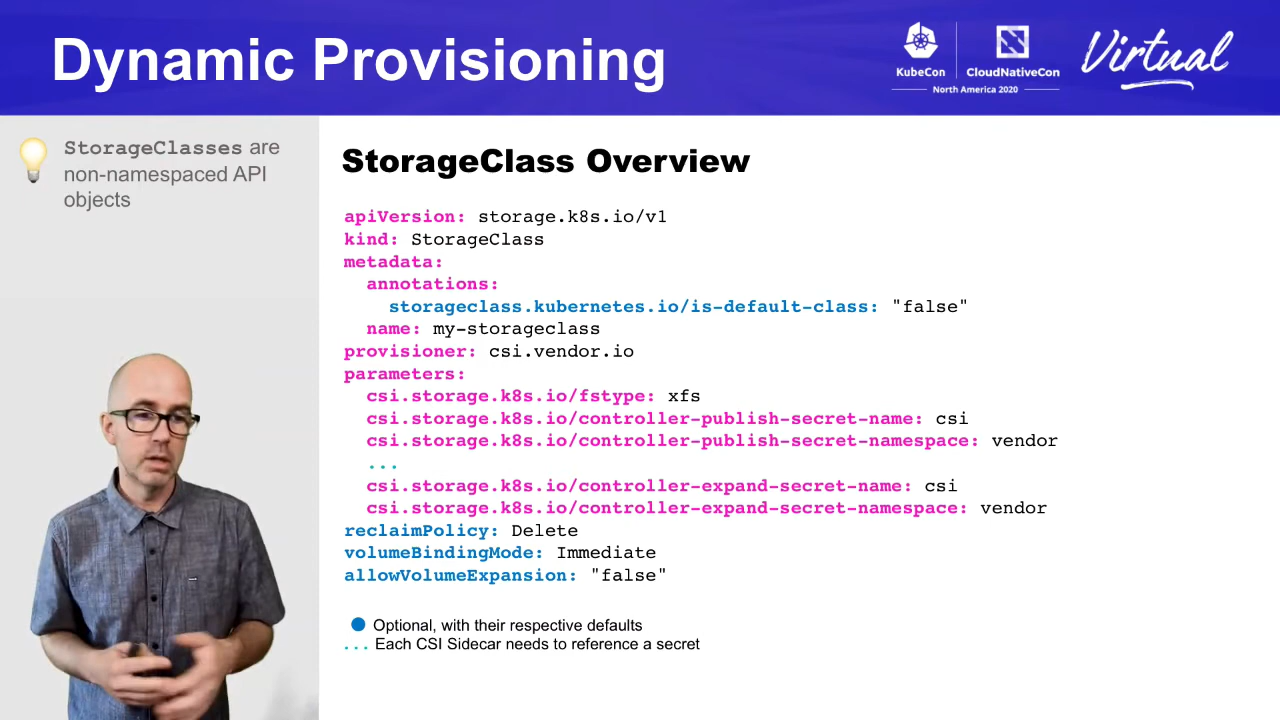 Dynamic Provisioning
KubeCon
CloudNativeCon
North America 2020
Virtual
StorageClasses are
non-namespaced API
objects
StorageClass Overview
apiVersion: storage.k8s.io/v1
kind: StorageClass
metadata:
  annotations:
    storageclass.kubernetes.io/is-default-class: "false"
  name: my-storageclass
provisioner: csi.vendor.io
parameters:
  csi.storage.k8s.io/fstype: xfs
  csi.storage.k8s.io/controller-publish-secret-name: csi
  csi.storage.k8s.io/controller-publish-secret-namespace: vendor
  ...
  csi.storage.k8s.io/controller-expand-secret-name: csi
  csi.storage.k8s.io/controller-expand-secret-namespace: vendor
reclaimPolicy: Delete
volumeBindingMode: Immediate
allowVolumeExpansion: "false"
Optional, with their respective defaults
... Each CSI Sidecar needs to reference a secret